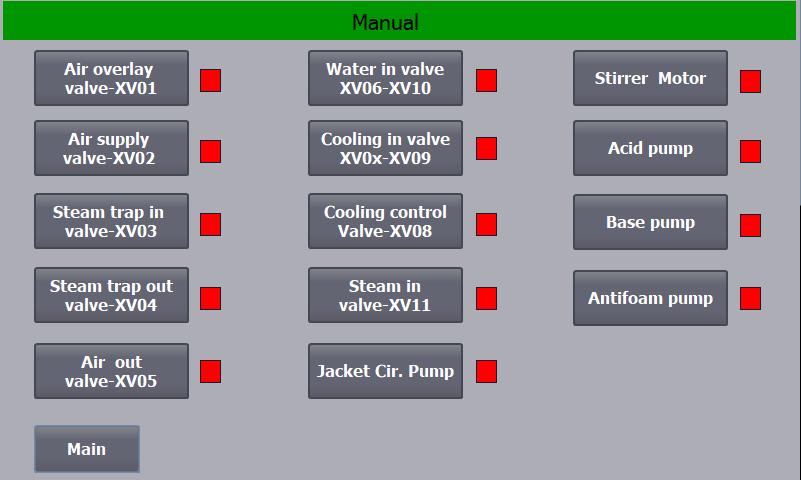 Manual
Air overlay
valve-XV01
Air supply
valve-XV02
Steam trap in
valve-XV03
Steam trap out
valve-XV04
Air out
valve-XV05
Main
Water in valve
XV06-XV10
Cooling in valve
XV0x-XV09
Cooling control
Valve-XV08
Steam in
valve-XV11
Jacket Cir. Pump
Stirrer Motor
Acid pump
Base pump
Antifoam pump